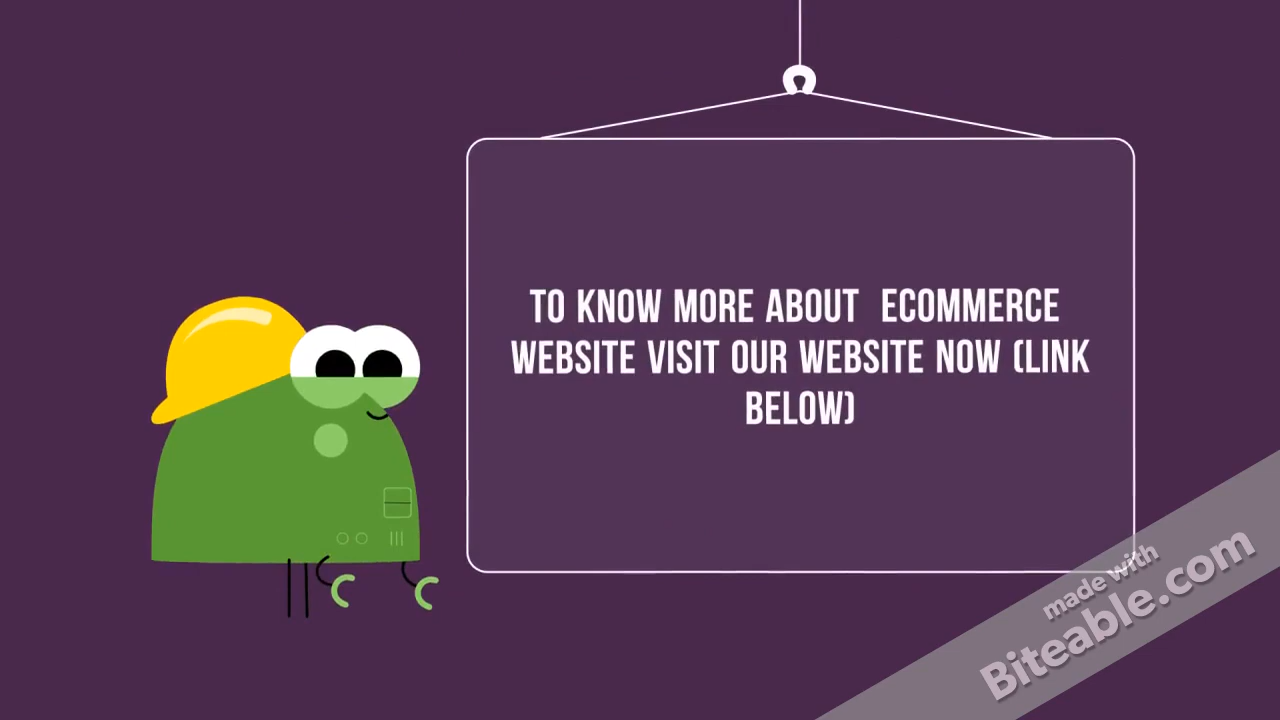 TO KNOW MORE ABOUT  ECOMMERCE
WEBSITE VISIT OUR WEBSITE NOW (LINK
BELOW)
made with
Biteable.com